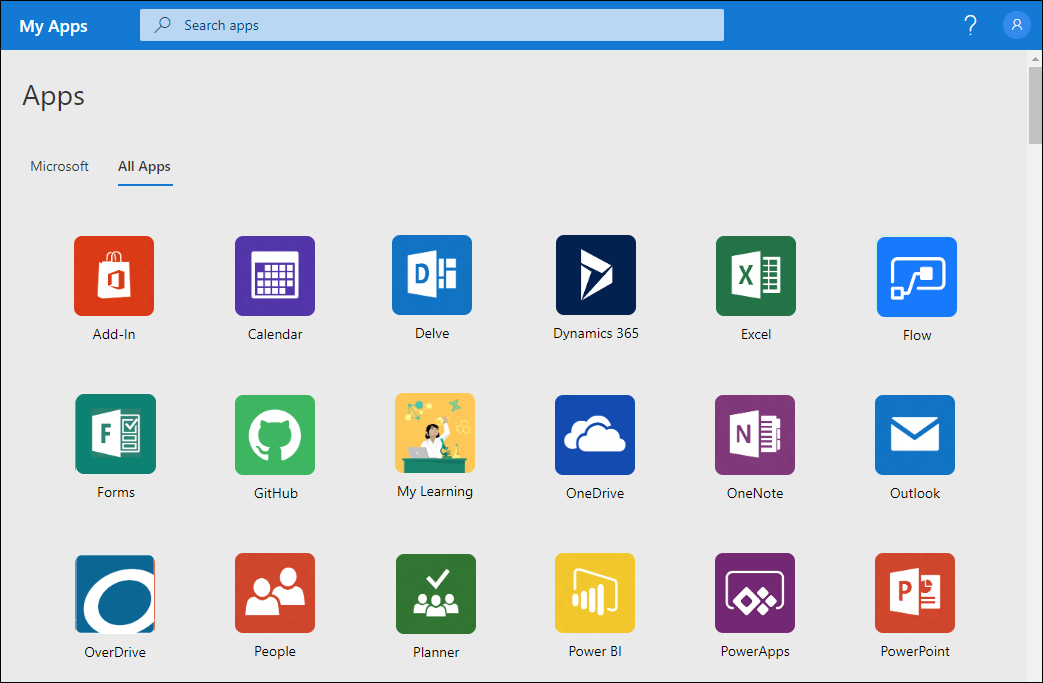 My Apps
Search apps
?
Apps
Microsoft All Apps
Add-In Calendar Delve Dynamics 365 Excel Flow
Forms GitHub My Learning OneDrive OneNote Outlook
OverDrive People Planner Power BI PowerApps PowerPoint